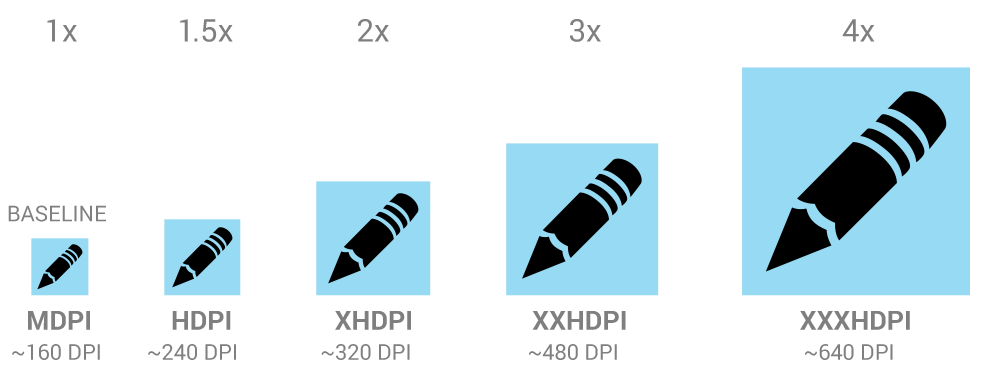 1x 1.5x 2x 3x 4x
BASELINE
MDPI HDPI XHDPI XXHDPI XXXHDPI
~160 DPI ~240 DPI ~320 DPI ~480 DPI ~640 DPI